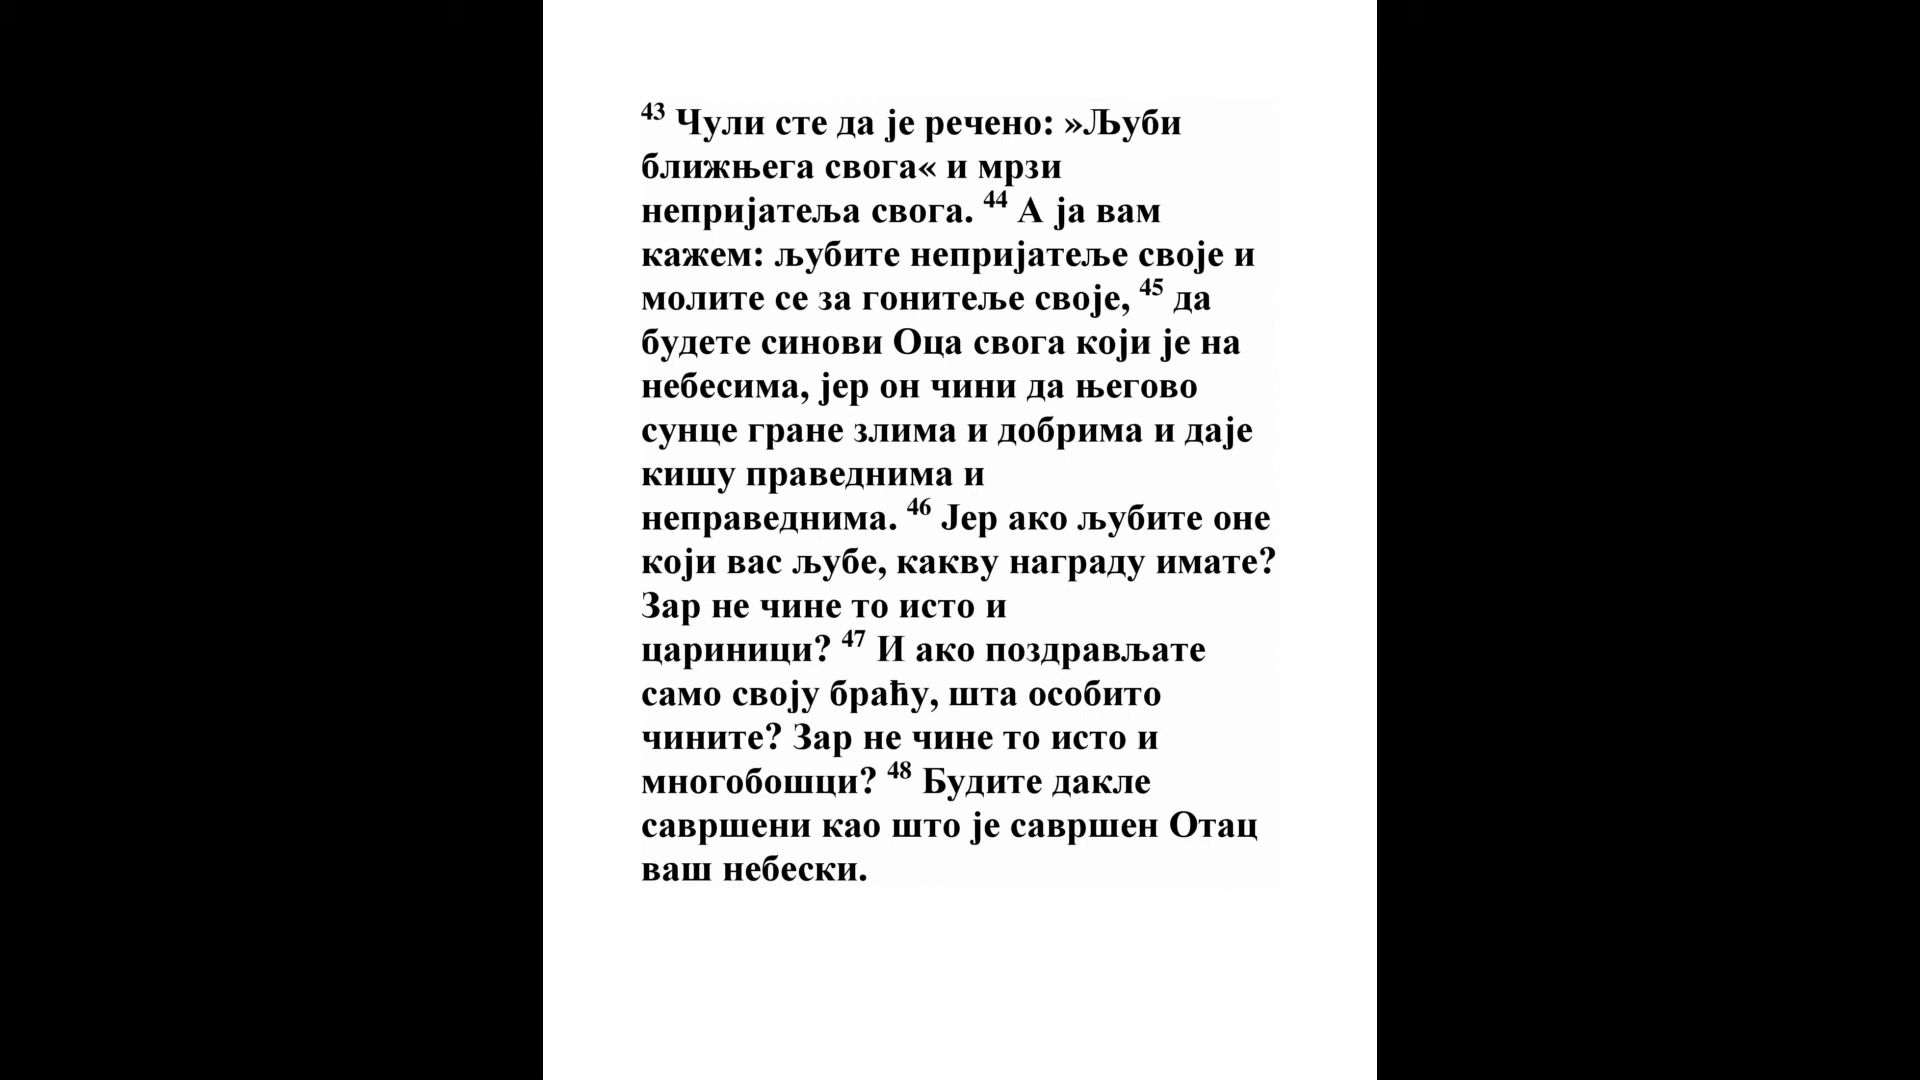 43 Чули сте да је речено: »Љуби
ближњега свога« и мрзи
непријатеља свога. 44 А ја вам
кажем: љубите непријатеље своје и
молите се за гонитеље своје, 45 да
будете синови Оца свога који је на
небесима, јер он чини да његово
сунце гране злима и добрима и даје
кишу праведнима и
неправеднима. 46 Јер ако љубите оне
који вас љубе, какву награду имате?
Зар не чине то исто и
цариници? 47 И ако поздрављате
само своју браћу, шта особито
чините? Зар не чине то исто и
многобошци? 48 Будите дакле
савршени као што је савршен Отац
ваш небески.